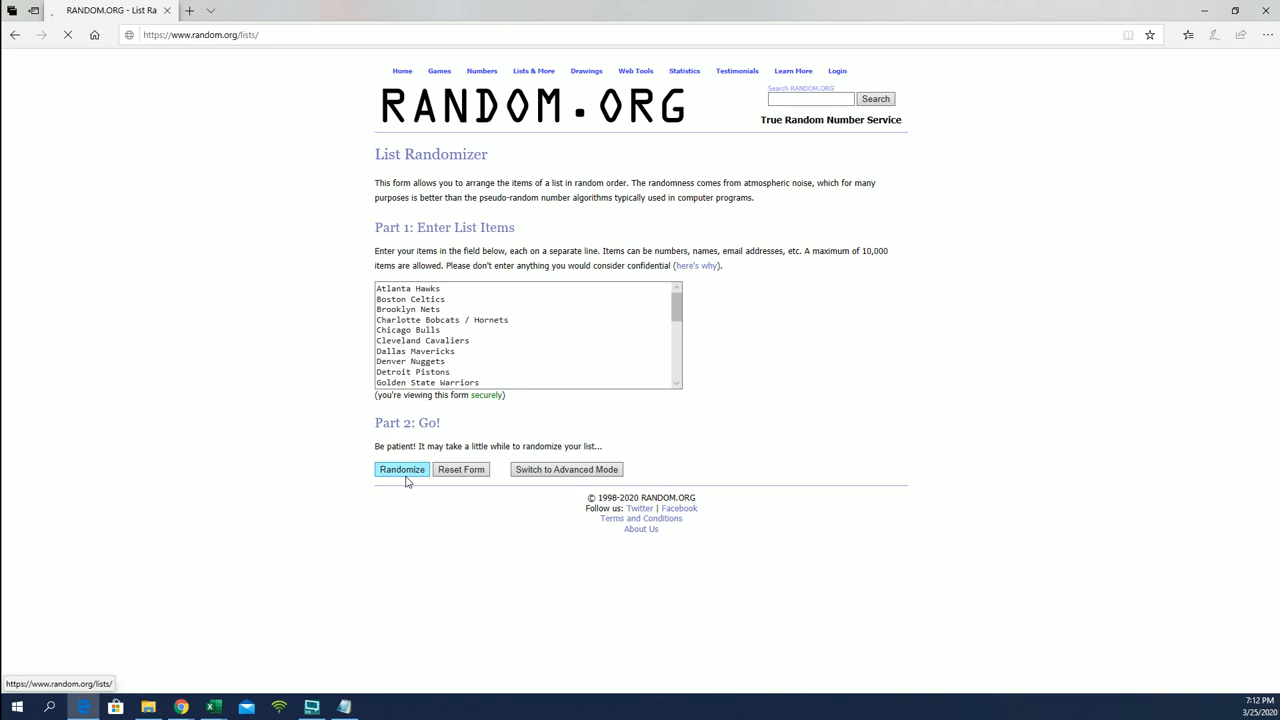 RANDOM.ORG - List Ra
https://www.random.org/lists/
Home Games Numbers Lists & More Drawings Web Tools Statistics Testimonials Learn More Login
RANDOM.ORG
Search RANDOM.ORG
Search
True Random Number Service
List Randomizer
This form allows you to arrange the items of a list in random order. The randomness comes from atmospheric noise, which for many
purposes is better than the pseudo-random number algorithms typically used in computer programs.
Part 1: Enter List Items
Enter your items in the field below, each on a separate line. Items can be numbers, names, email addresses, etc. A maximum of 10,000
items are allowed. Please don't enter anything you would consider confidential (here's why).
Atlanta Hawks
Boston Celtics
Brooklyn Nets
Charlotte Bobcats / Hornets
Chicago Bulls
Cleveland Cavaliers
Dallas Mavericks
Denver Nuggets
Detroit Pistons
Golden State Warriors
(you're viewing this form securely)
Part 2: Go!
Be patient! It may take a little while to randomize your list...
Randomize Reset Form Switch to Advanced Mode
© 1998-2020 RANDOM.ORG
Follow us: Twitter | Facebook
Terms and Conditions
About Us
https://www.random.org/lists/
7:12 PM
3/25/2020